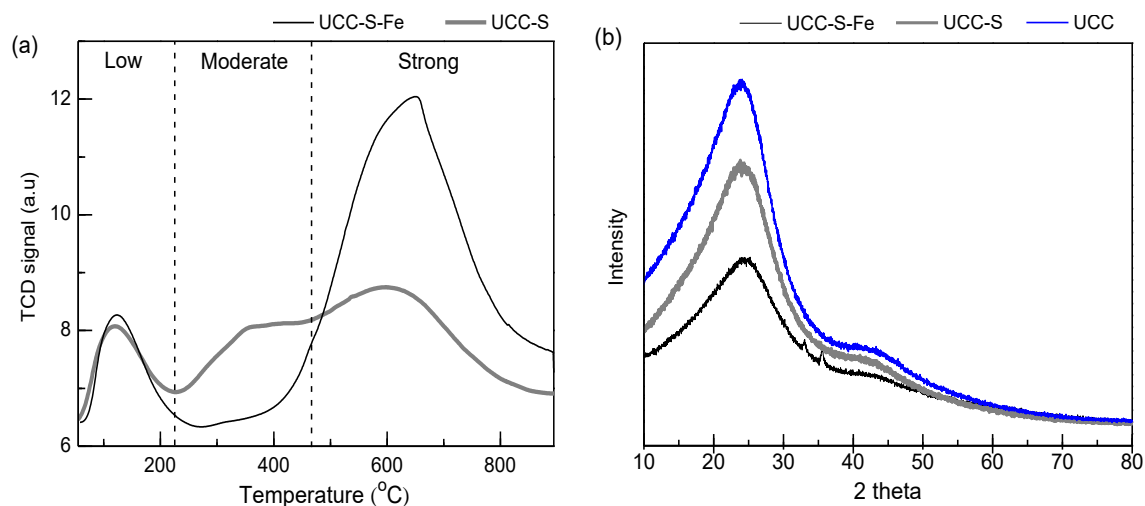 UCC-S-Fe UCC-S
(a)
Low Moderate Strong
12
10
8
6
TCD signal (a.u)
200 400 600 800
Temperature (°C)
UCC-S-Fe UCC-S UCC
(b)
Intensity
10 20 30 40 50 60 70 80
2 theta